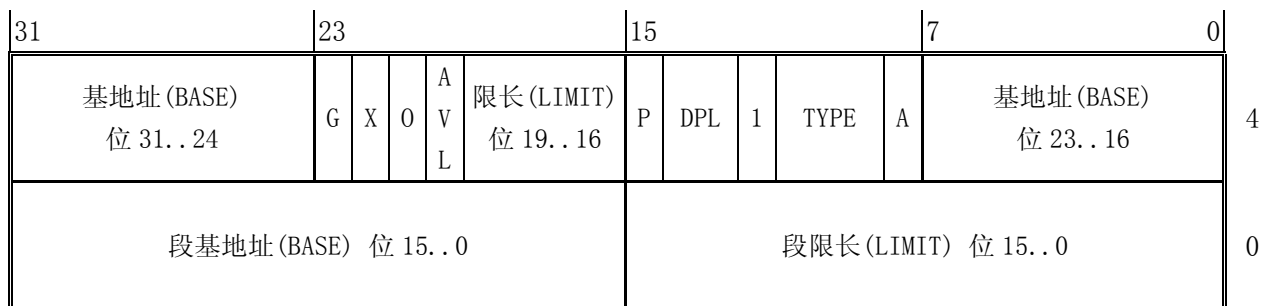 31 23 15 7 0
基地址(BASE)
位 31..24
G
X
0
A
V
L
限长(LIMIT)
位 19..16
P
DPL
1
TYPE
A
基地址(BASE)
位 23..16
4
段基地址(BASE) 位 15..0
段限长(LIMIT) 位 15..0
0